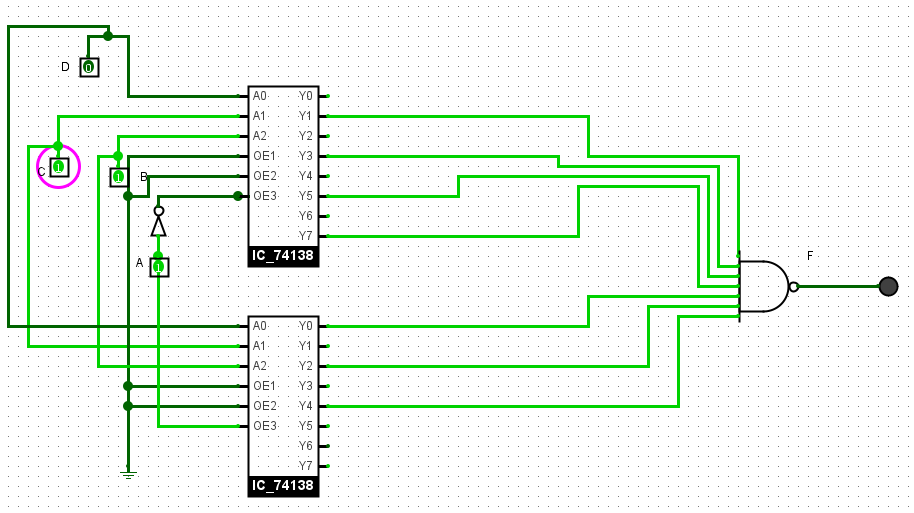 D
0
A0 Y0
A1 Y1
A2 Y2
C
1
OE1 Y3
B
1
OE2 Y4
OE3 Y5
Y6
Y7
IC_74138
A
1
F
A0 Y0
A1 Y1
A2 Y2
OE1 Y3
OE2 Y4
OE3 Y5
Y6
Y7
IC_74138